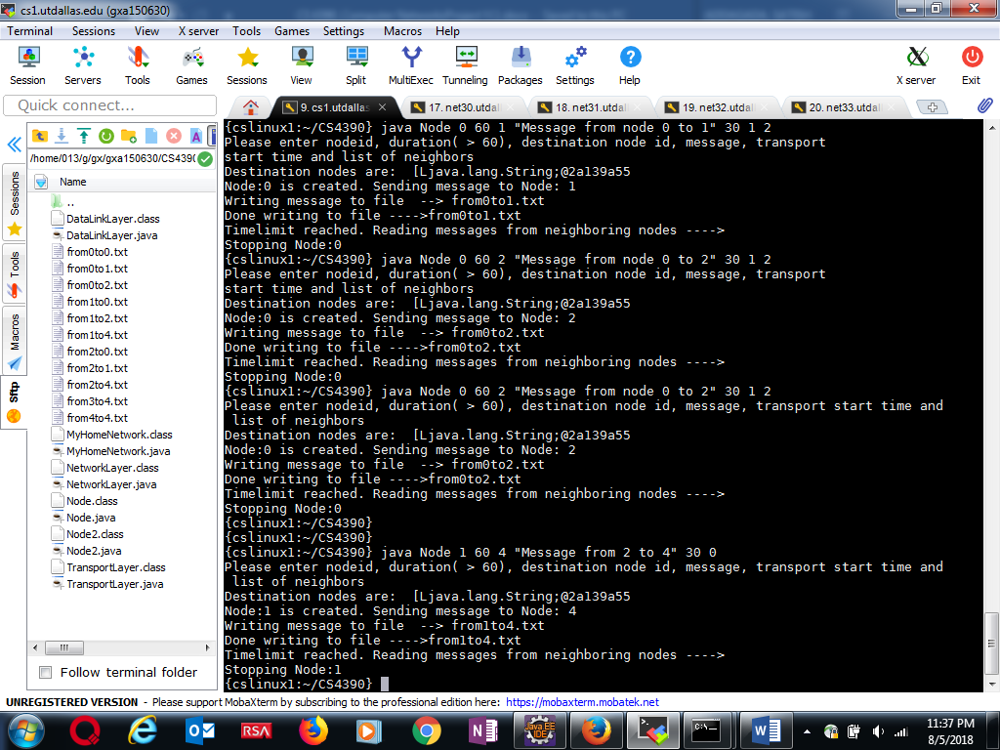 cs1.utdallas.edu (gxa150630)
Terminal Sessions View X server Tools Games Settings Macros Help
Session Servers Tools Games Sessions View Split MultiExec Tunneling Packages Settings Help X server Exit
Quick connect...
9. cs1.utdallas 17. net30.utdal 18. net31.utdal 19. net32.utdal 20. net33.utdal
/home/013/g/gx/gxa150630/CS4390
Sessions
Tools
Macros
Sftp
Name
..
DataLinkLayer.class
DataLinkLayer.java
from0to0.txt
from0to1.txt
from0to2.txt
from1to0.txt
from1to2.txt
from1to4.txt
from2to0.txt
from2to1.txt
from2to4.txt
from3to4.txt
from4to4.txt
MyHomeNetwork.class
MyHomeNetwork.java
NetworkLayer.class
NetworkLayer.java
Node.class
Node.java
Node2.class
Node2.java
TransportLayer.class
TransportLayer.java
Follow terminal folder
{cslinux1:~/CS4390} java Node 0 60 1 "Message from node 0 to 1" 30 1 2
Please enter nodeid, duration( > 60), destination node id, message, transport
start time and list of neighbors
Destination nodes are:  [Ljava.lang.String;@2a139a55
Node:0 is created. Sending message to Node: 1
Writing message to file  --> from0to1.txt
Done writing to file ---->from0to1.txt
Timelimit reached. Reading messages from neighboring nodes ---->
Stopping Node:0
{cslinux1:~/CS4390} java Node 0 60 2 "Message from node 0 to 2" 30 1 2
Please enter nodeid, duration( > 60), destination node id, message, transport
start time and list of neighbors
Destination nodes are:  [Ljava.lang.String;@2a139a55
Node:0 is created. Sending message to Node: 2
Writing message to file  --> from0to2.txt
Done writing to file ---->from0to2.txt
Timelimit reached. Reading messages from neighboring nodes ---->
Stopping Node:0
{cslinux1:~/CS4390} java Node 0 60 2 "Message from node 0 to 2" 30 1 2
Please enter nodeid, duration( > 60), destination node id, message, transport start time and
 list of neighbors
Destination nodes are:  [Ljava.lang.String;@2a139a55
Node:0 is created. Sending message to Node: 2
Writing message to file  --> from0to2.txt
Done writing to file ---->from0to2.txt
Timelimit reached. Reading messages from neighboring nodes ---->
Stopping Node:0
{cslinux1:~/CS4390}
{cslinux1:~/CS4390}
{cslinux1:~/CS4390} java Node 1 60 4 "Message from 2 to 4" 30 0
Please enter nodeid, duration( > 60), destination node id, message, transport start time and
 list of neighbors
Destination nodes are:  [Ljava.lang.String;@2a139a55
Node:1 is created. Sending message to Node: 4
Writing message to file  --> from1to4.txt
Done writing to file ---->from1to4.txt
Timelimit reached. Reading messages from neighboring nodes ---->
Stopping Node:1
{cslinux1:~/CS4390}
UNREGISTERED VERSION - Please support MobaXterm by subscribing to the professional edition here: https://mobaxterm.mobatek.net
RSA
Java EE
IDE
11:37 PM
8/5/2018